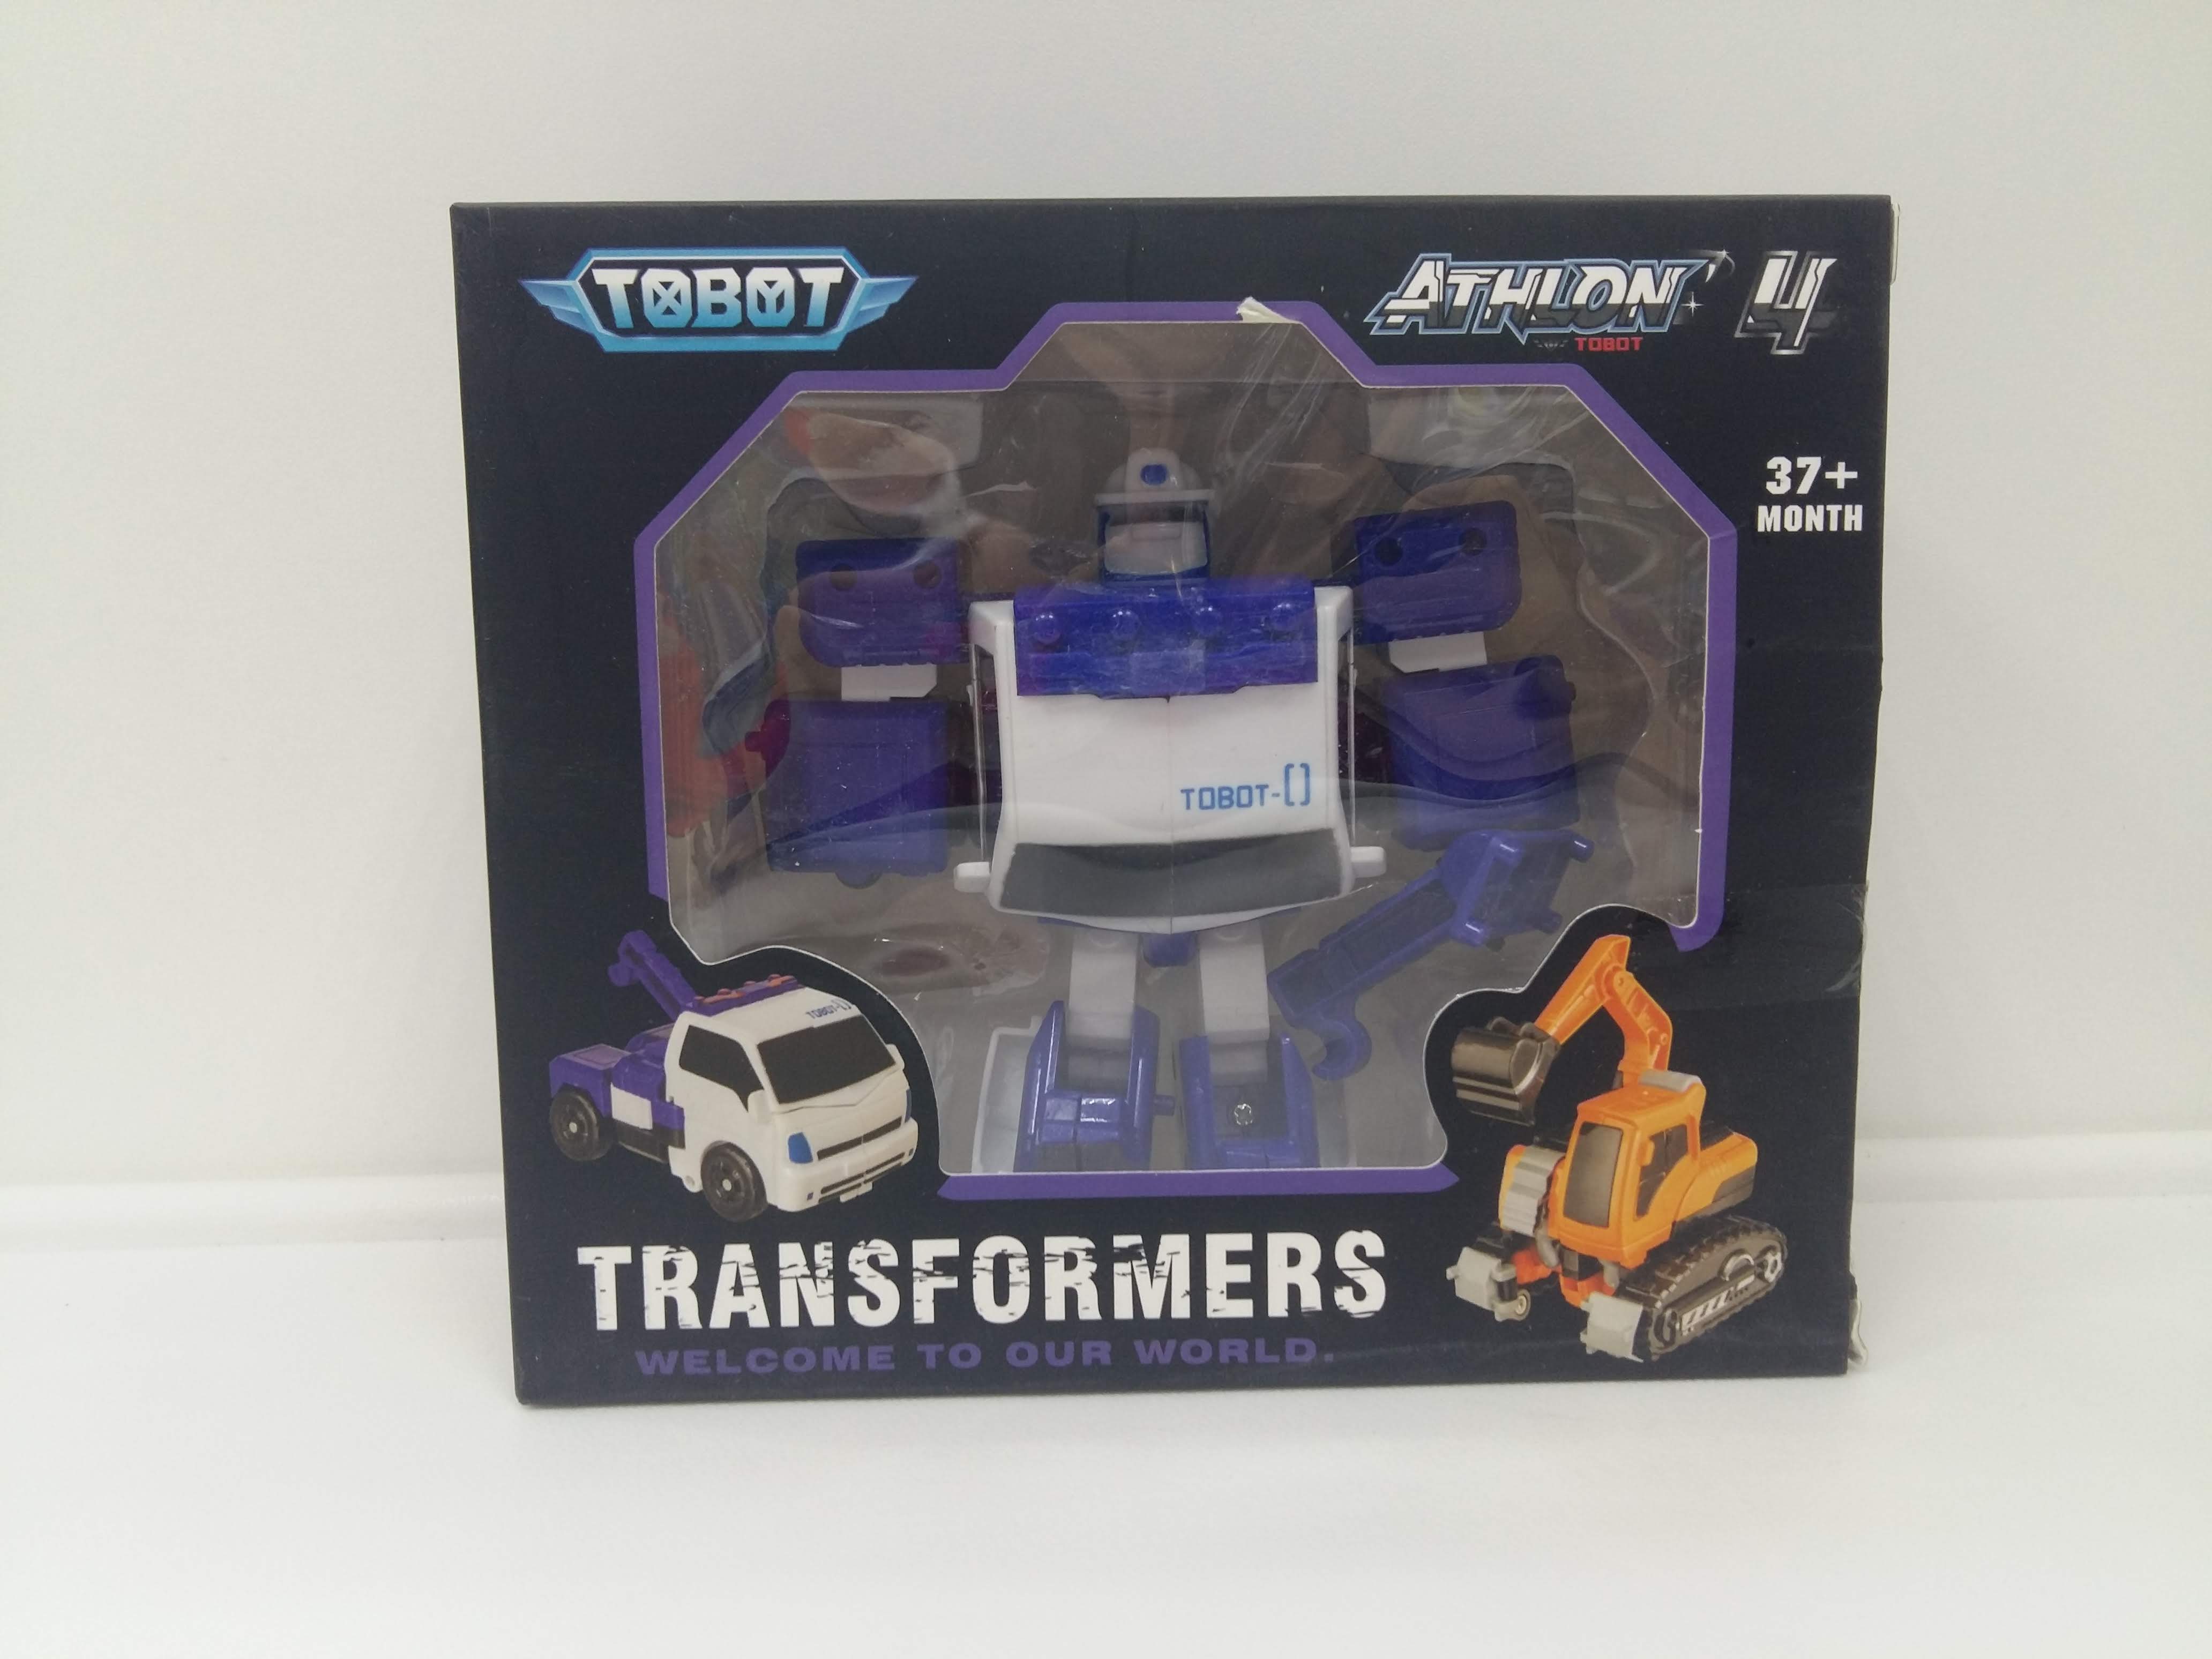 TOBOT
ATHLON 4
TOBOT
37+
MONTH
TOBOT-[]
TOBOT-[]
TRANSFORMERS
WELCOME TO OUR WORLD.